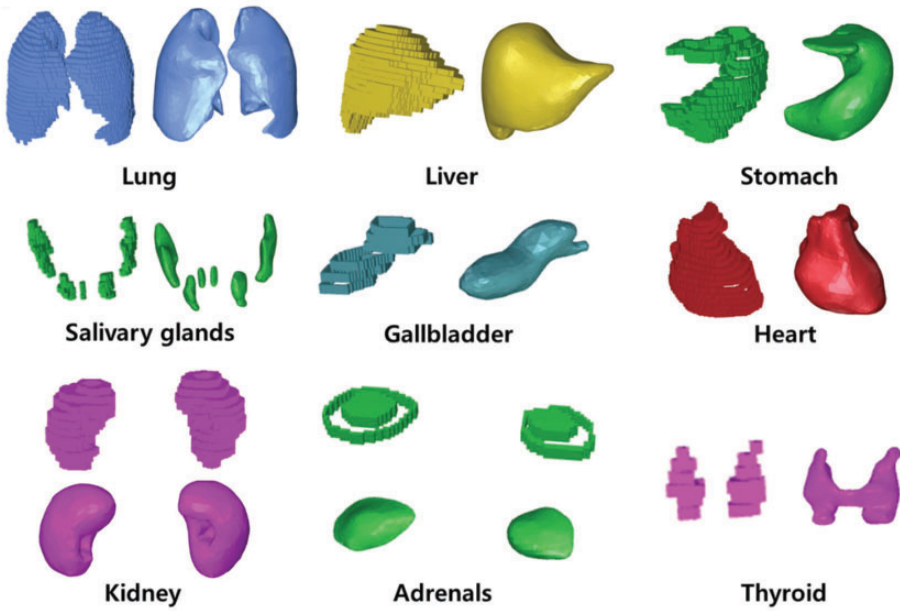 Lung
Liver
Stomach
Salivary glands
Gallbladder
Heart
Kidney
Adrenals
Thyroid